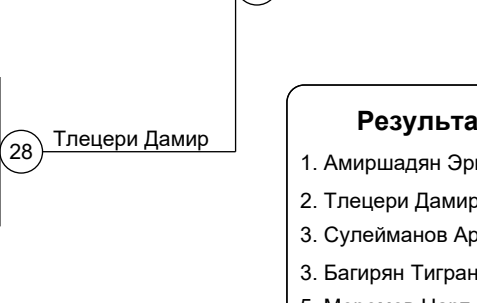 28
Тлецери Дамир
Результа
1. Амиршадян Эр
2. Тлецери Дамир
3. Сулейманов Ар
3. Багирян Тигран